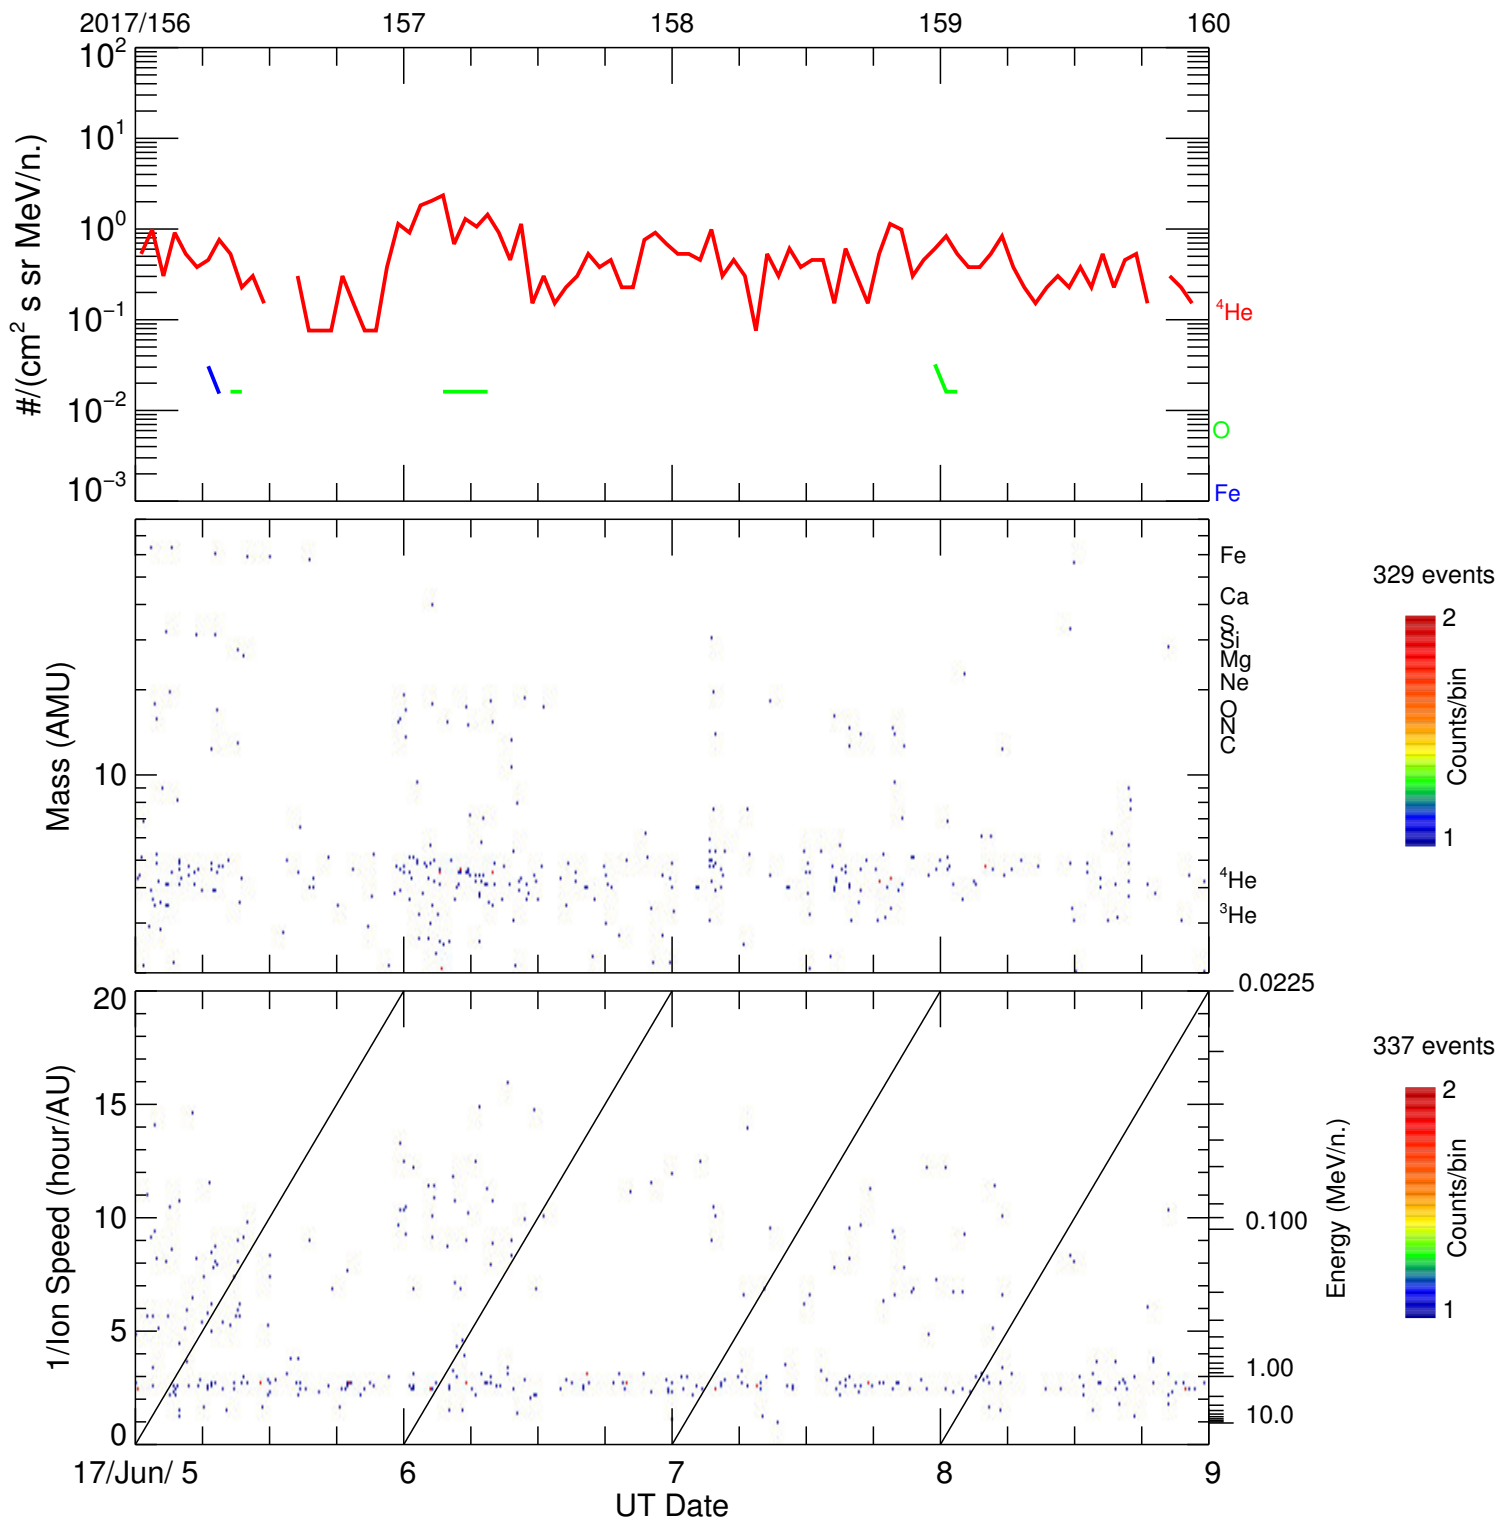 2017/156 157 158 159 160
10^2
10^1
10^0
10^-1
10^-2
10^-3
#/(cm^2 s sr MeV/n.)
^4He
O
Fe
Mass (AMU)
10
Fe
Ca
S
Si
Mg
Ne
O
N
C
^4He
^3He
329 events
2
Counts/bin
1
1/Ion Speed (hour/AU)
20
15
10
5
0
0.0225
0.100
1.00
10.0
Energy (MeV/n.)
337 events
2
Counts/bin
1
17/Jun/ 5 6 7 8 9
UT Date